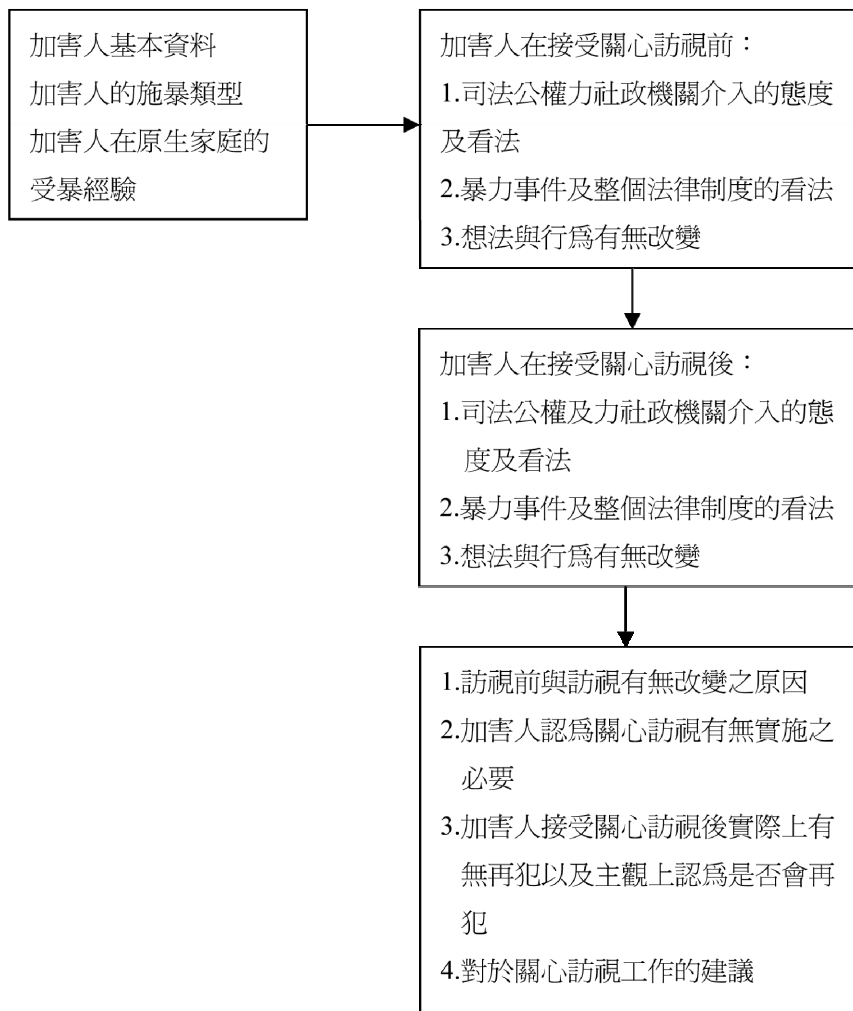 加害人基本資料
加害人的施暴類型
加害人在原生家庭的
受暴經驗
加害人在接受關心訪視前：
1.司法公權力社政機關介入的態度
及看法
2.暴力事件及整個法律制度的看法
3.想法與行為有無改變
加害人在接受關心訪視後：
1.司法公權及力社政機關介入的態
度及看法
2.暴力事件及整個法律制度的看法
3.想法與行為有無改變
1.訪視前與訪視有無改變之原因
2.加害人認為關心訪視有無實施之
必要
3.加害人接受關心訪視後實際上有
無再犯以及主觀上認為是否會再
犯
4.對於關心訪視工作的建議